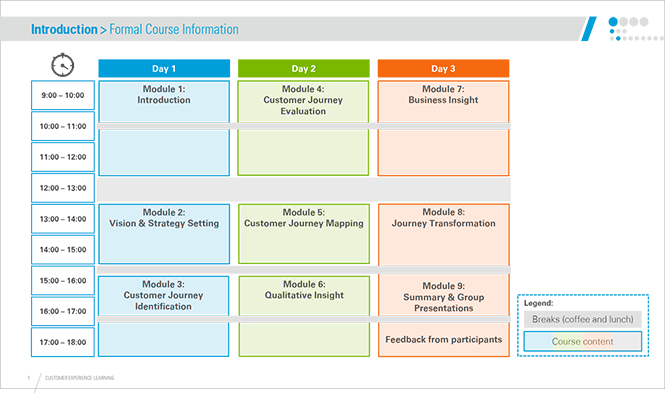 Introduction > Formal Course Information
Day 1
Day 2
Day 3
9:00 – 10:00
Module 1:
Introduction
Module 4:
Customer Journey
Evaluation
Module 7:
Business Insight
10:00 – 11:00
11:00 – 12:00
12:00 – 13:00
13:00 – 14:00
Module 2:
Vision & Strategy Setting
Module 5:
Customer Journey Mapping
Module 8:
Journey Transformation
14:00 – 15:00
15:00 – 16:00
Module 3:
Customer Journey
Identification
Module 6:
Qualitative Insight
Module 9:
Summary & Group
Presentations
16:00 – 17:00
17:00 – 18:00
Feedback from participants
Legend:
Breaks (coffee and lunch)
Course content
1
CUSTOMER EXPERIENCE LEARNING